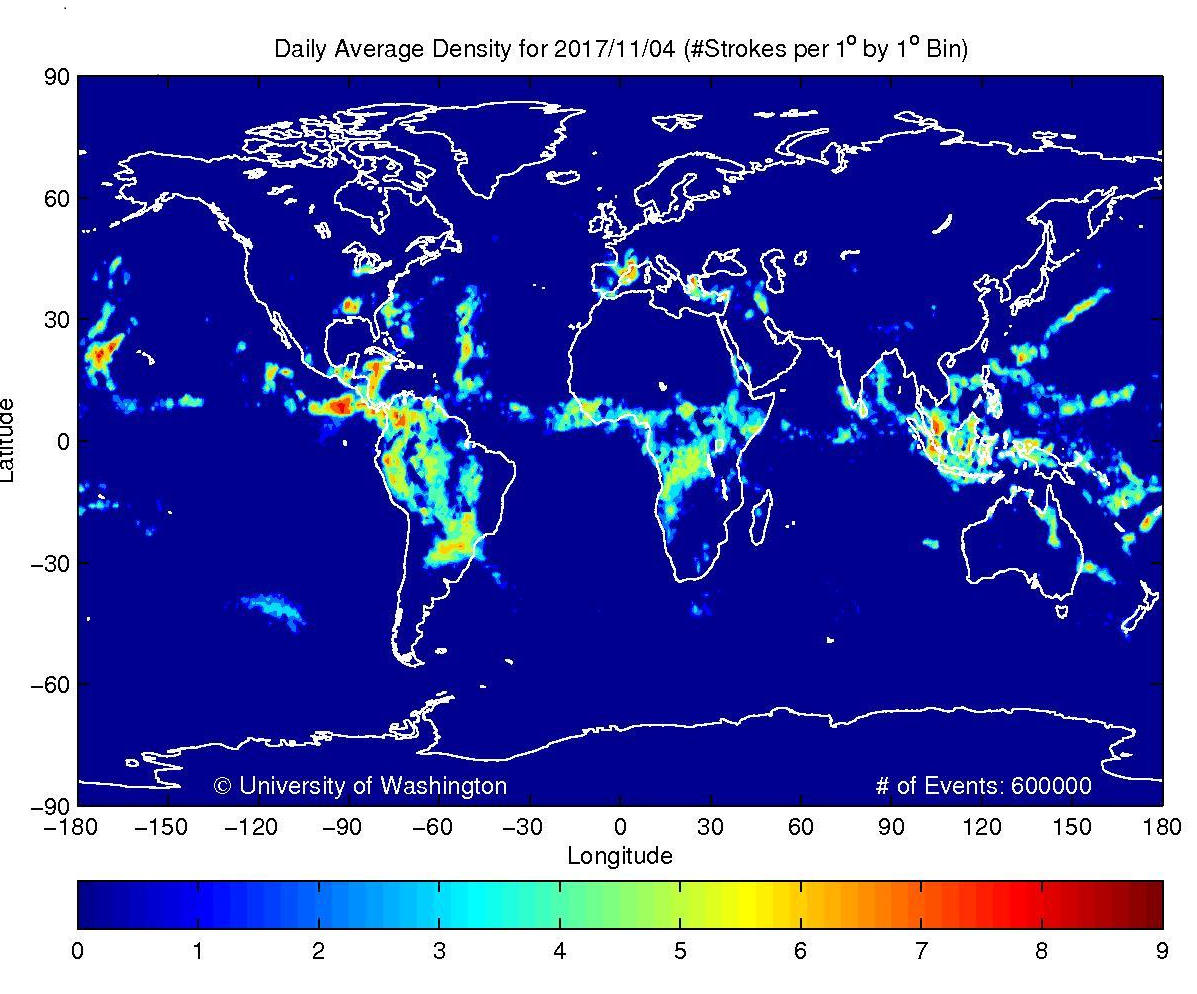 Daily Average Density for 2017/11/04 (#Strokes per 1° by 1° Bin)
90
60
30
0
−30
−60
−90
Latitude
© University of Washington
# of Events: 600000
−180 −150 −120 −90 −60 −30 0 30 60 90 120 150 180
Longitude
0 1 2 3 4 5 6 7 8 9